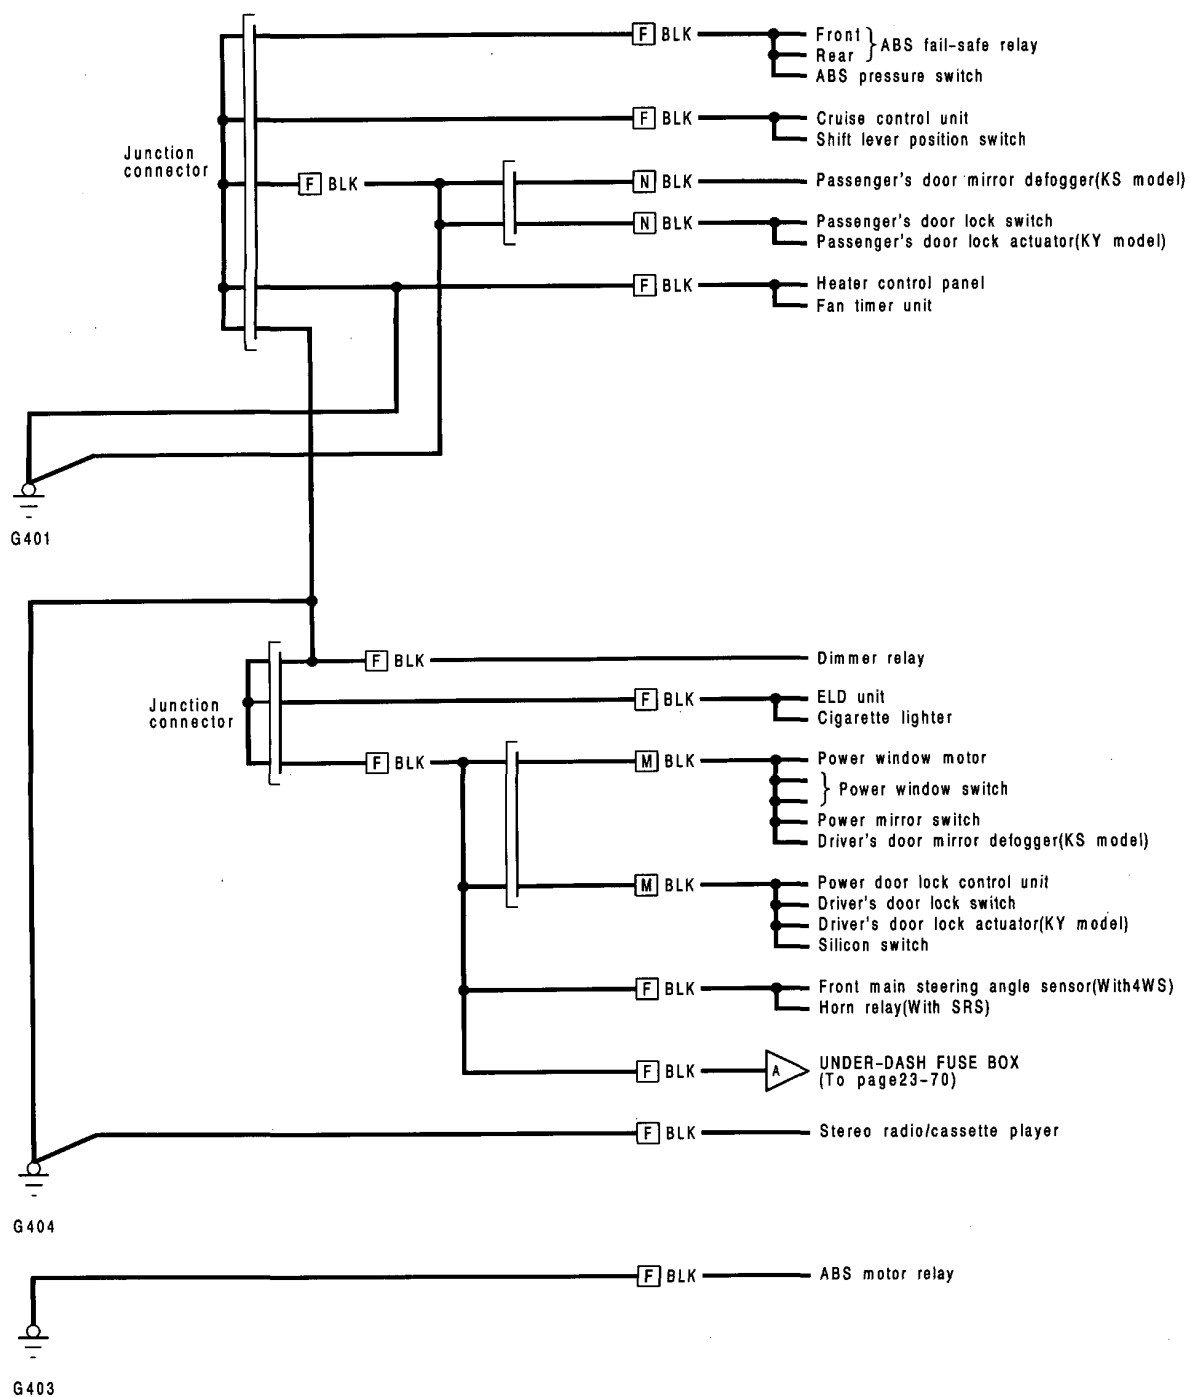 F BLK Front
Rear } ABS fail-safe relay
ABS pressure switch
F BLK Cruise control unit
Shift lever position switch
Junction
connector
F BLK
N BLK Passenger's door mirror defogger(KS model)
N BLK Passenger's door lock switch
Passenger's door lock actuator(KY model)
F BLK Heater control panel
Fan timer unit
G401
F BLK Dimmer relay
Junction
connector
F BLK ELD unit
Cigarette lighter
F BLK
M BLK Power window motor
} Power window switch
Power mirror switch
Driver's door mirror defogger(KS model)
M BLK Power door lock control unit
Driver's door lock switch
Driver's door lock actuator(KY model)
Silicon switch
F BLK Front main steering angle sensor(With4WS)
Horn relay(With SRS)
F BLK A UNDER-DASH FUSE BOX
(To page23-70)
F BLK Stereo radio/cassette player
G404
F BLK ABS motor relay
G403